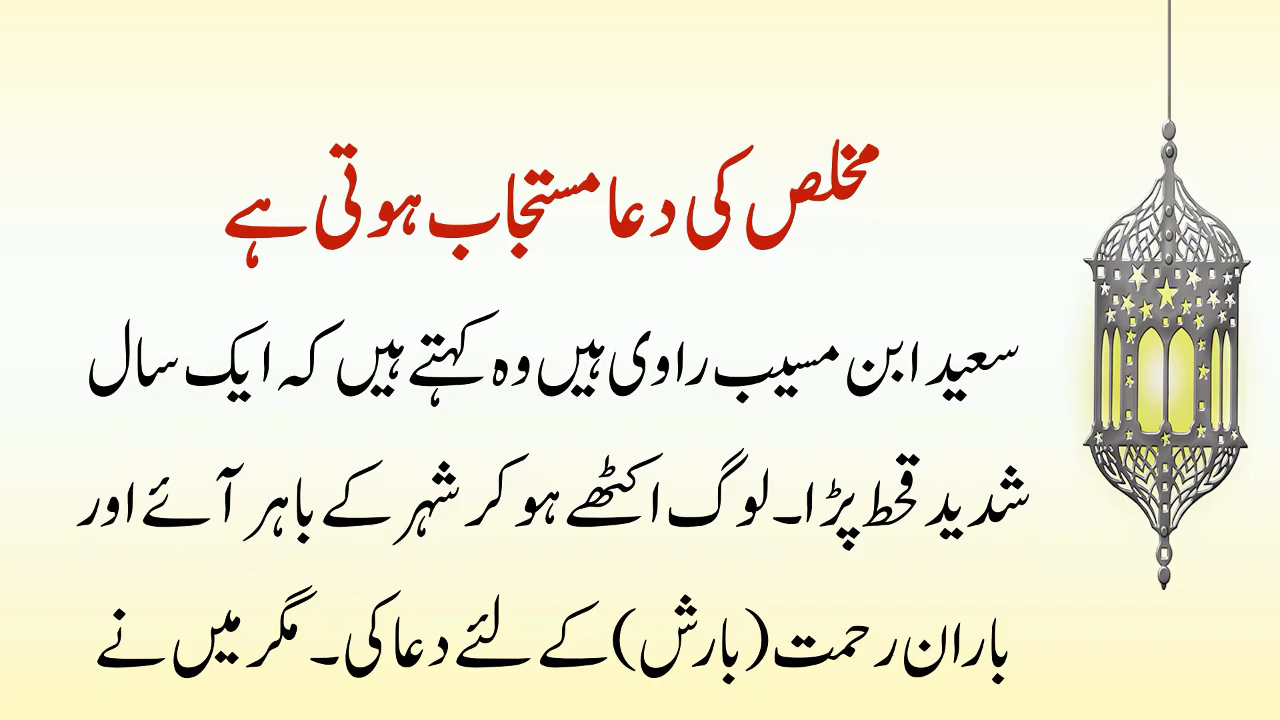 مخلص کی دعا مستجاب ہوتی ہے
سعید ابن مسیب راوی ہیں وہ کہتے ہیں کہ ایک سال
شدید قحط پڑا۔ لوگ اکٹھے ہو کر شہر کے باہر آئے اور
باران رحمت (بارش) کے لئے دعا کی۔ مگر میں نے